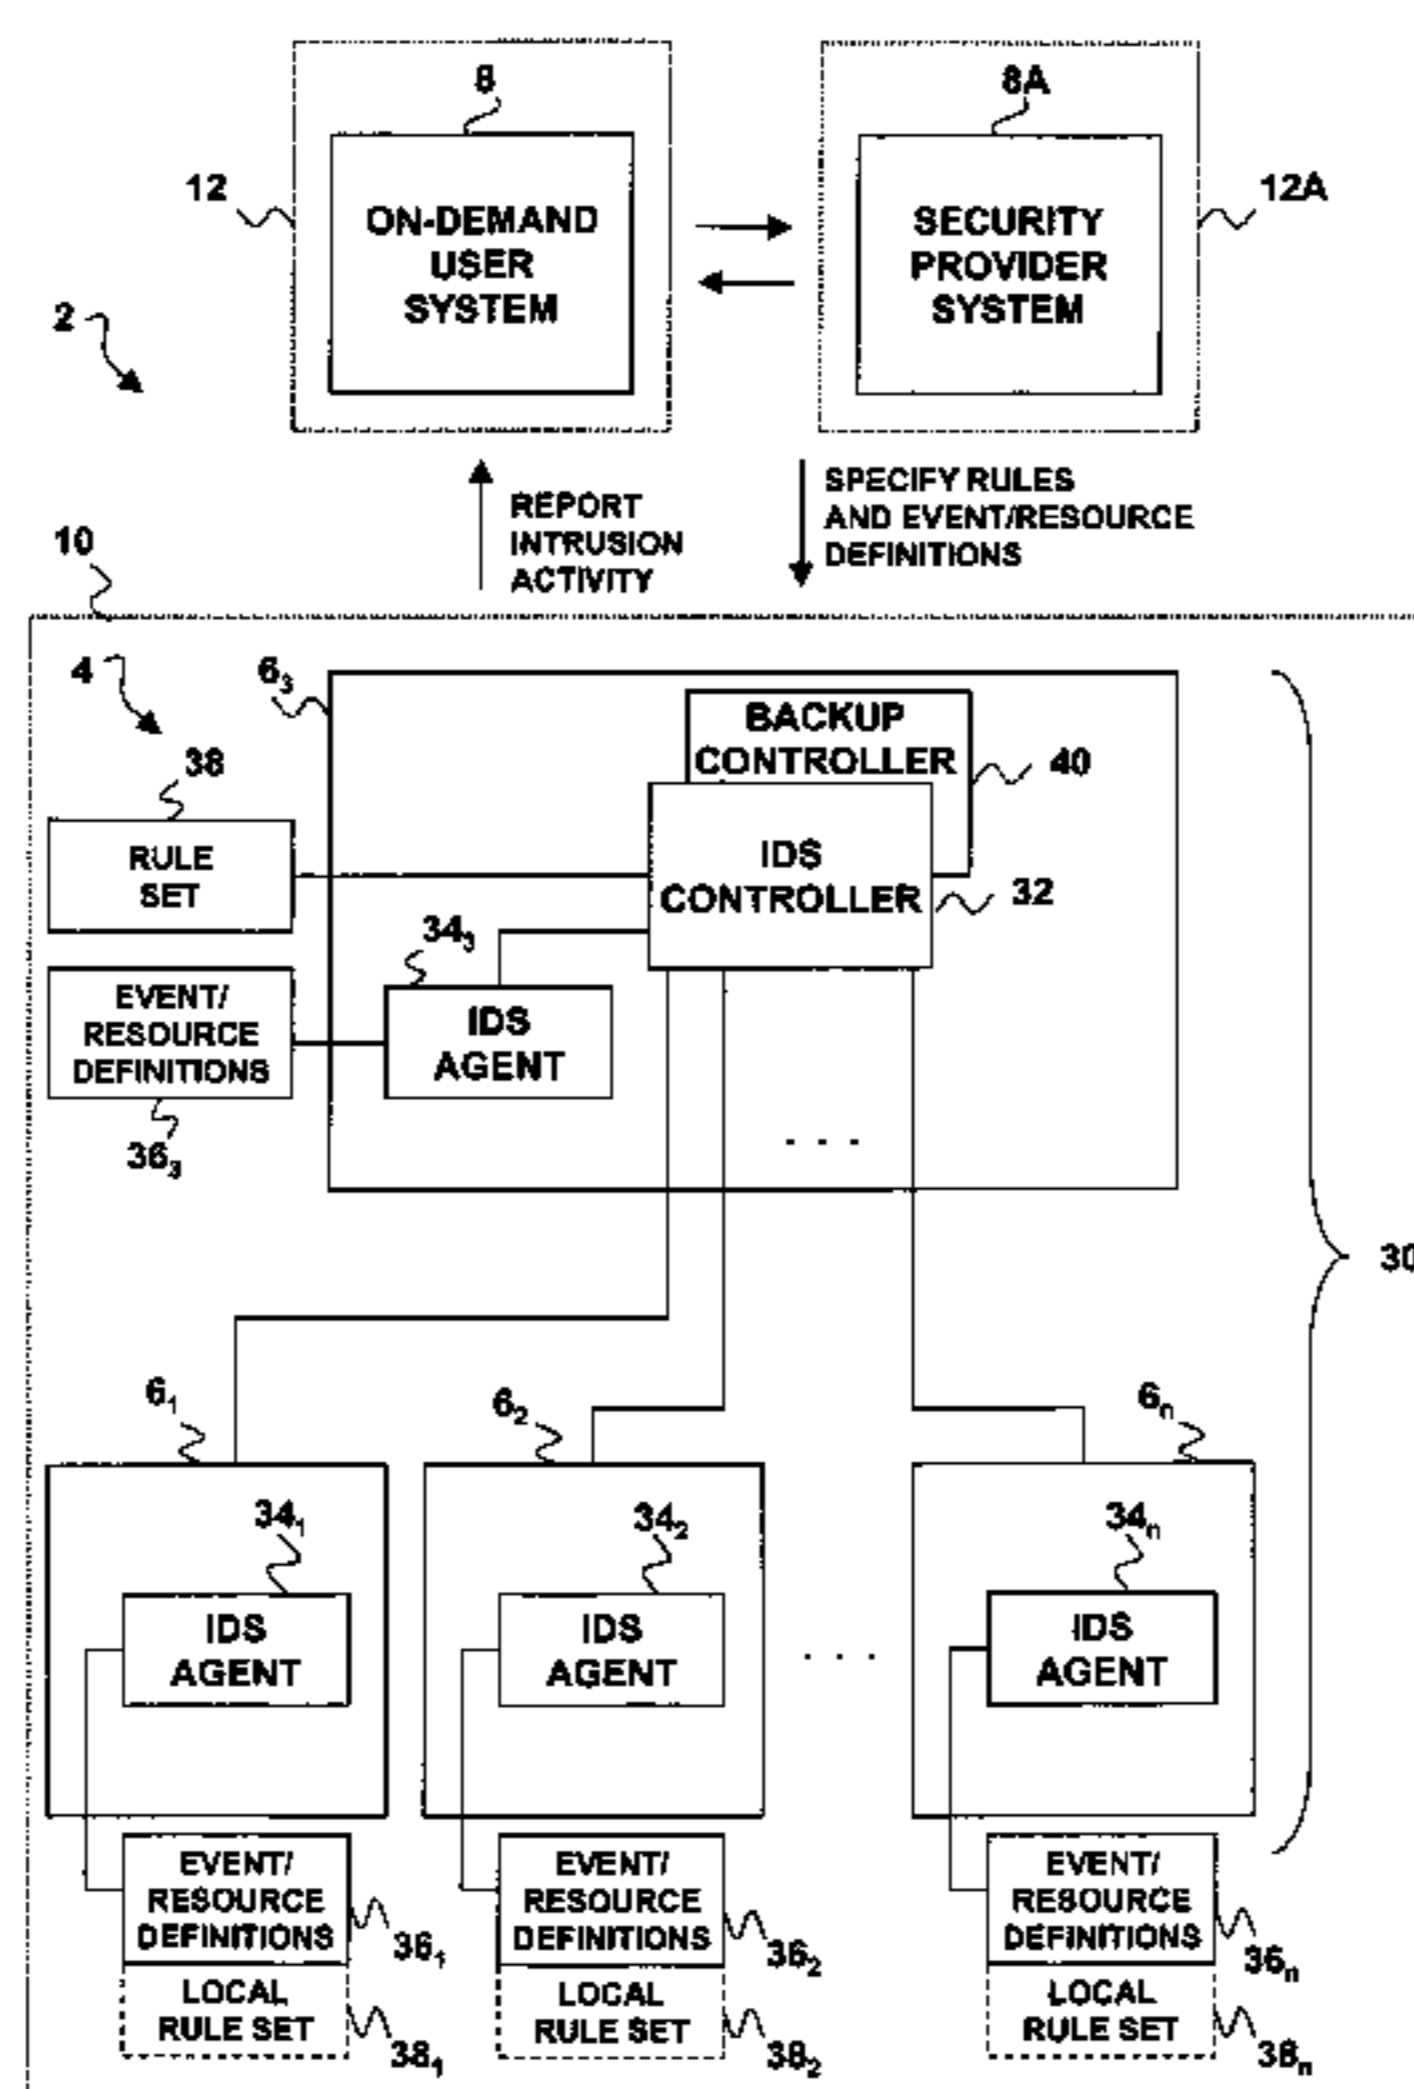 8
8A
12
ON-DEMAND
USER
SYSTEM
SECURITY
PROVIDER
SYSTEM
12A
2
REPORT
INTRUSION
ACTIVITY
SPECIFY RULES
AND EVENT/RESOURCE
DEFINITIONS
10
4
6₃
BACKUP
CONTROLLER
40
38
RULE
SET
IDS
CONTROLLER
32
34₃
EVENT/
RESOURCE
DEFINITIONS
IDS
AGENT
36₃
. . .
30
6₁
6₂
6ₙ
34₁
34₂
34ₙ
IDS
AGENT
IDS
AGENT
. . .
IDS
AGENT
EVENT/
RESOURCE
DEFINITIONS
36₁
EVENT/
RESOURCE
DEFINITIONS
36₂
EVENT/
RESOURCE
DEFINITIONS
36ₙ
LOCAL
RULE SET
38₁
LOCAL
RULE SET
38₂
LOCAL
RULE SET
38ₙ